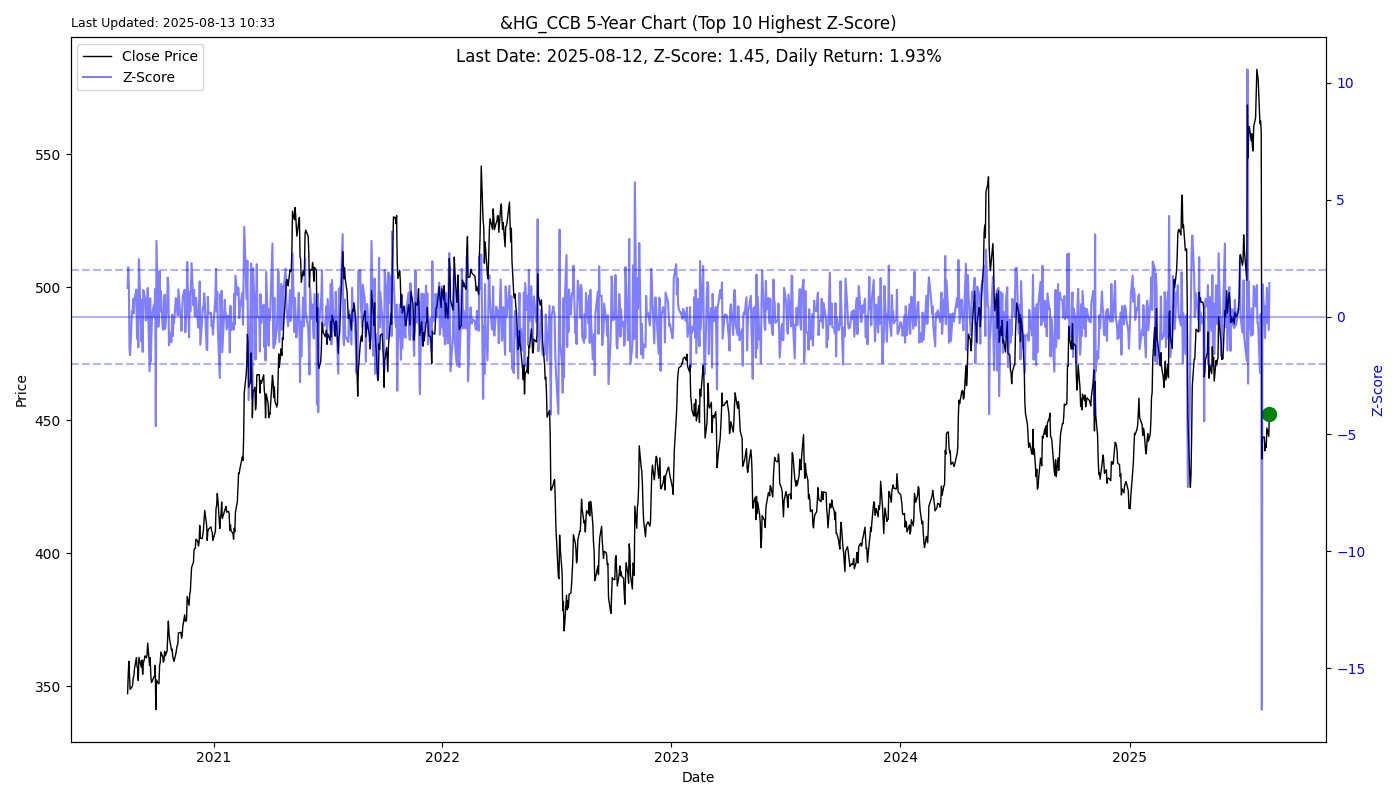 Last Updated: 2025-08-13 10:33
&HG_CCB 5-Year Chart (Top 10 Highest Z-Score)
Last Date: 2025-08-12, Z-Score: 1.45, Daily Return: 1.93%
Close Price
Z-Score
550
500
450
400
350
Price
10
5
0
−5
−10
−15
Z-Score
2021
2022
2023
2024
2025
Date